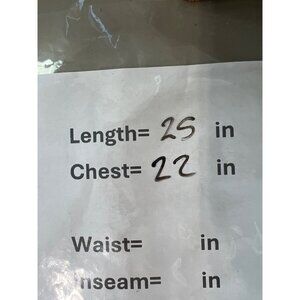 Length= 25 in
Chest= 22 in
Waist= in
nseam= in